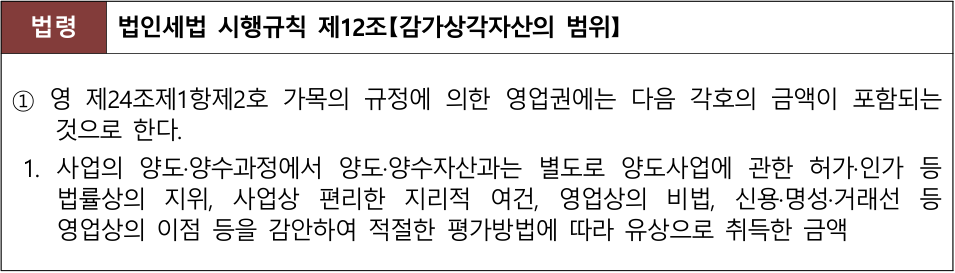 법령 법인세법 시행규칙 제12조【감가상각자산의 범위】
① 영 제24조제1항제2호 가목의 규정에 의한 영업권에는 다음 각호의 금액이 포함되는
것으로 한다.
1. 사업의 양도·양수과정에서 양도·양수자산과는 별도로 양도사업에 관한 허가·인가 등
법률상의 지위, 사업상 편리한 지리적 여건, 영업상의 비법, 신용·명성·거래선 등
영업상의 이점 등을 감안하여 적절한 평가방법에 따라 유상으로 취득한 금액